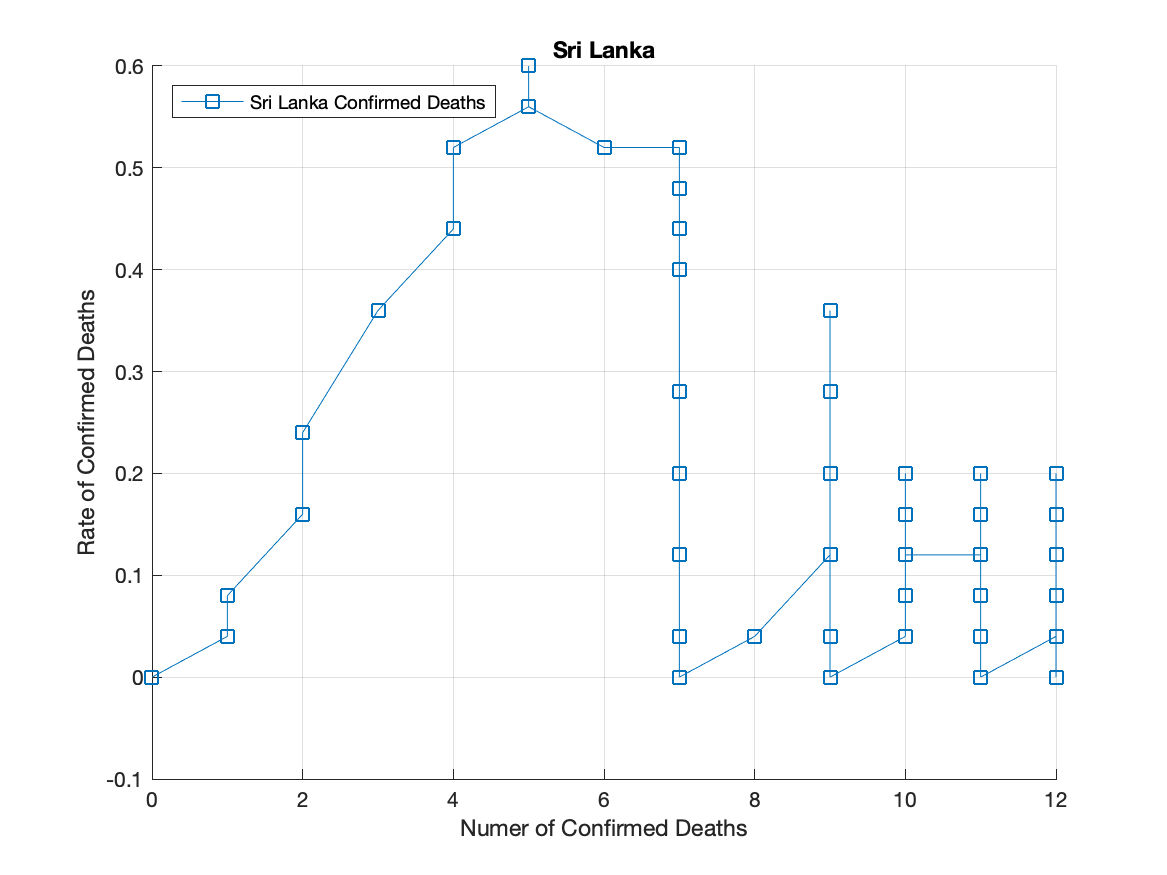 Sri Lanka
Sri Lanka Confirmed Deaths
Rate of Confirmed Deaths
0.6
0.5
0.4
0.3
0.2
0.1
0
-0.1
0 2 4 6 8 10 12
Numer of Confirmed Deaths